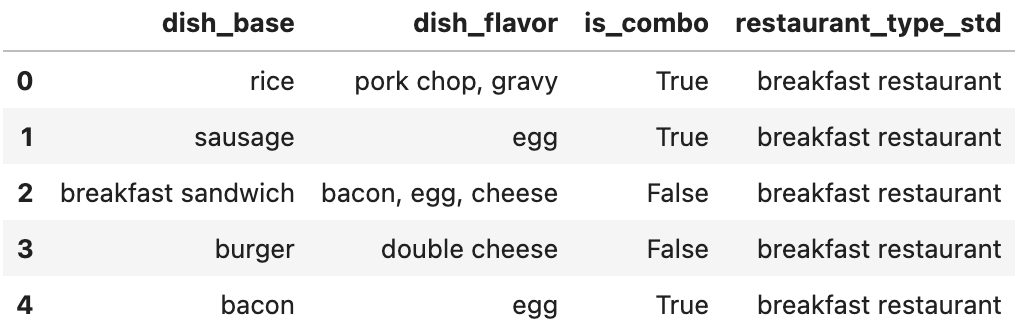 dish_base dish_flavor is_combo restaurant_type_std
0 rice pork chop, gravy True breakfast restaurant
1 sausage egg True breakfast restaurant
2 breakfast sandwich bacon, egg, cheese False breakfast restaurant
3 burger double cheese False breakfast restaurant
4 bacon egg True breakfast restaurant